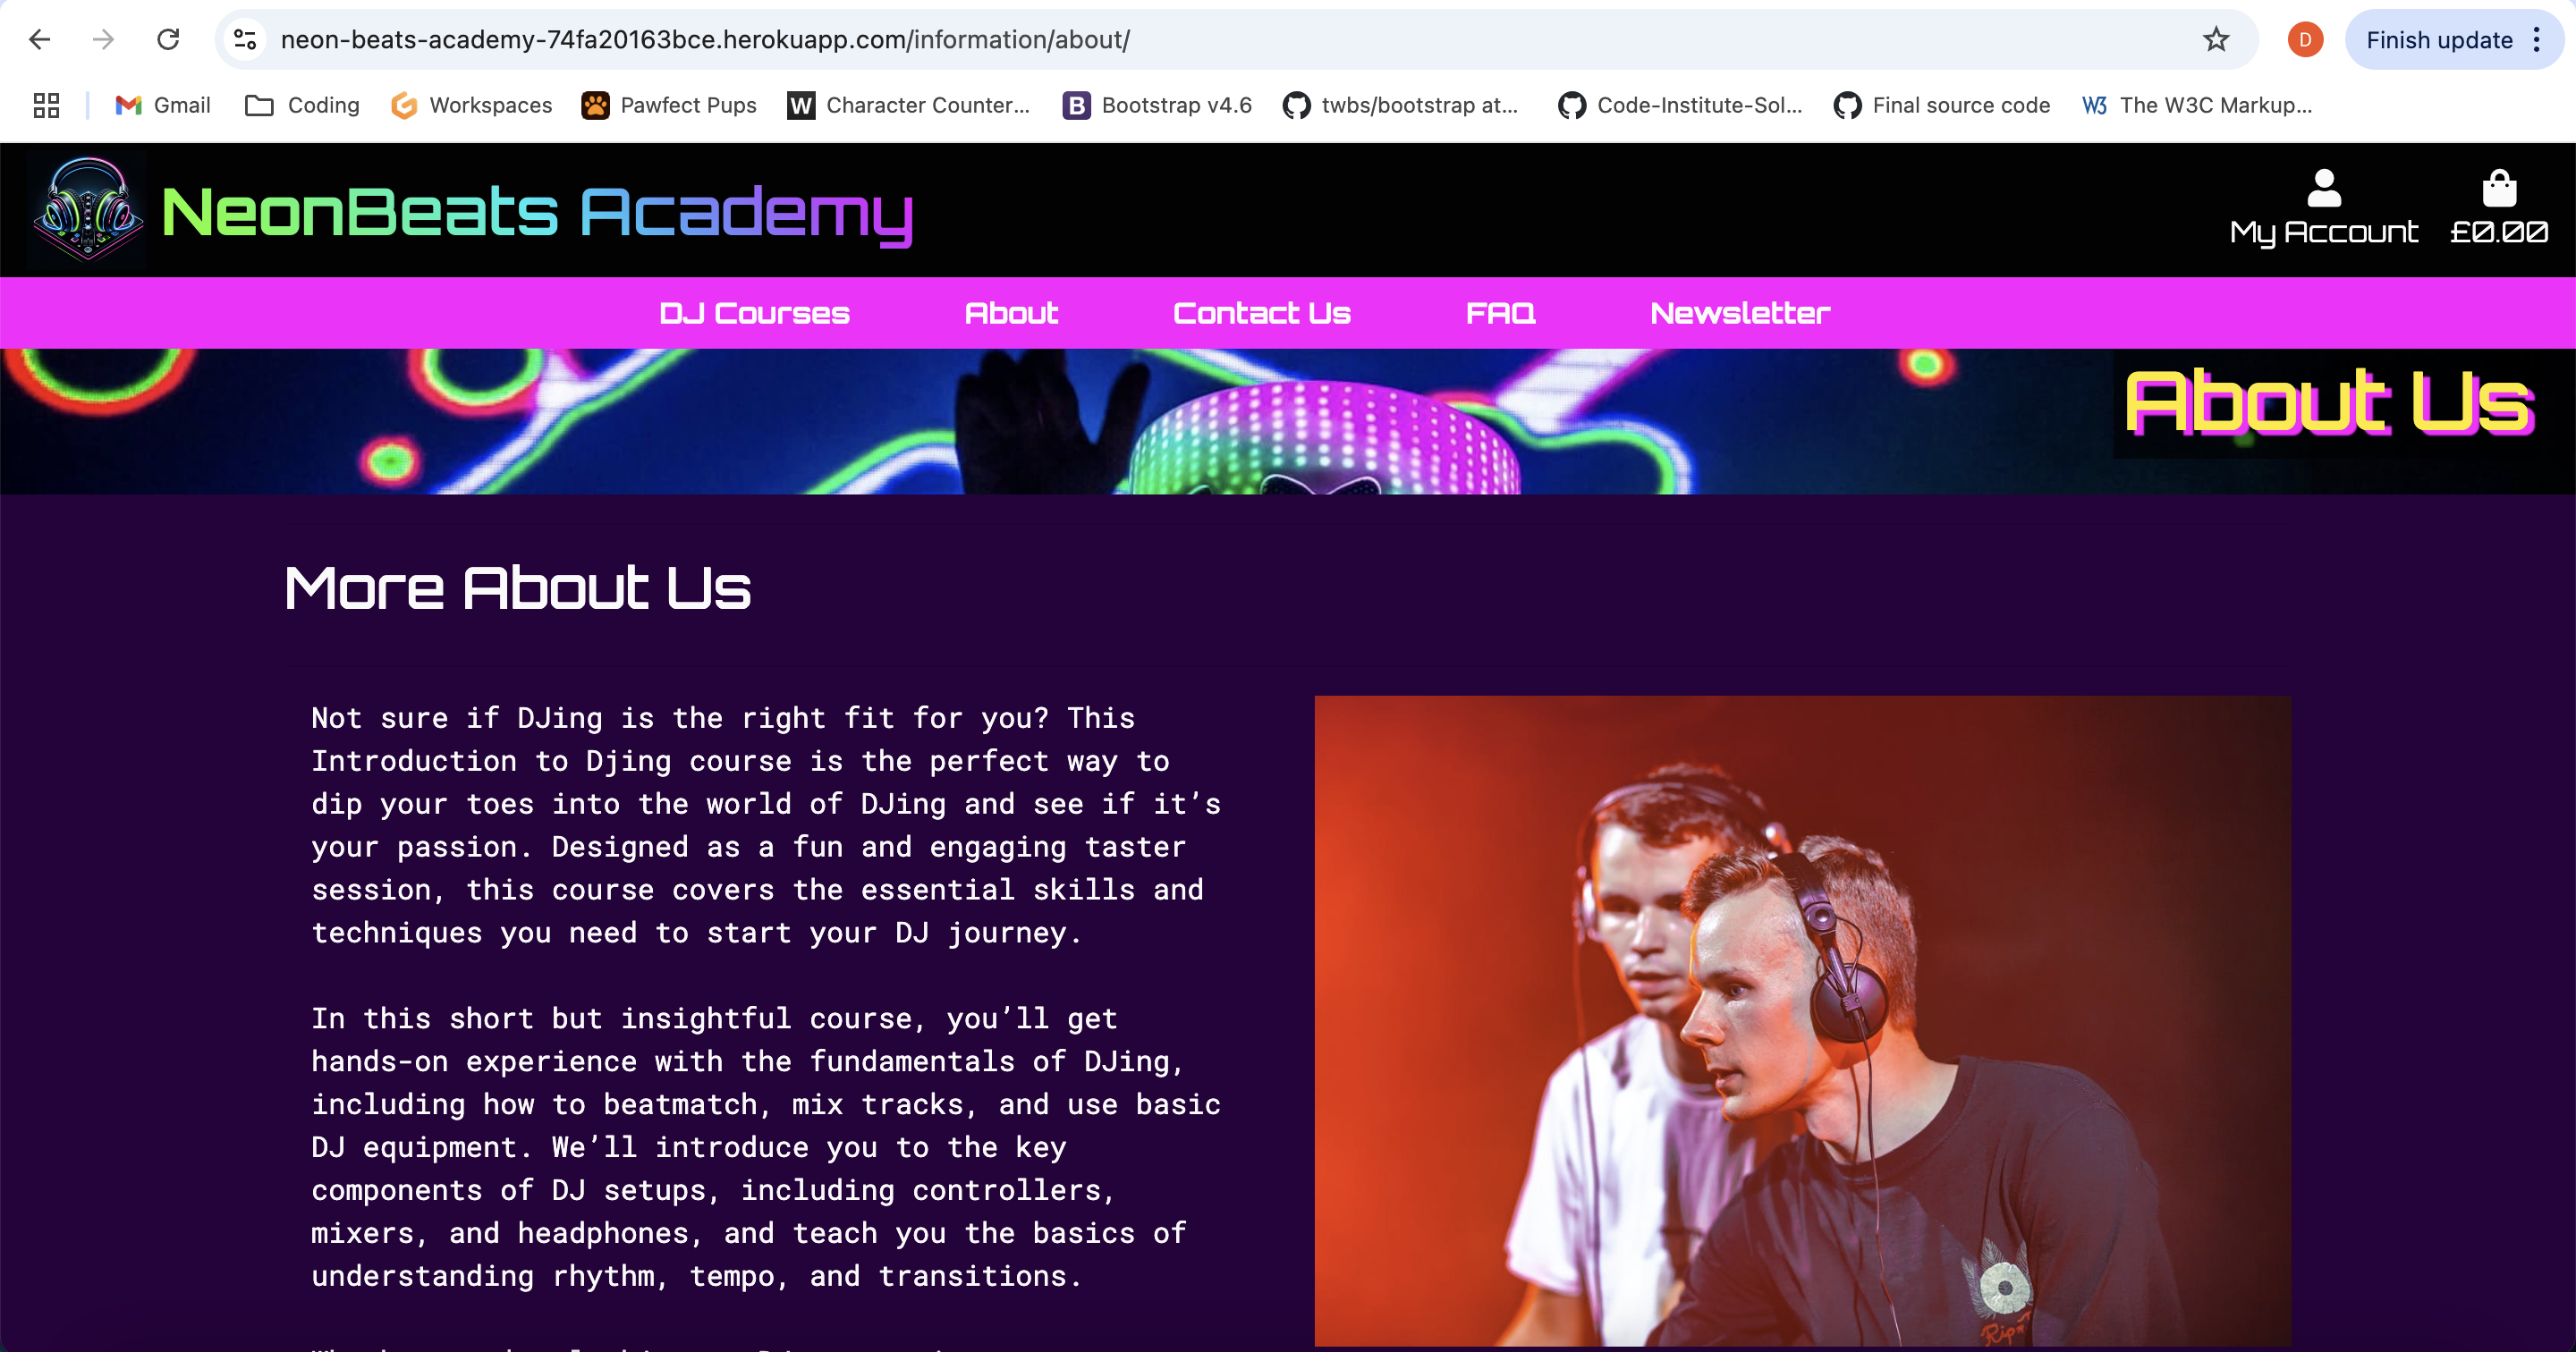 neon-beats-academy-74fa20163bce.herokuapp.com/information/about/
D
Finish update
Gmail
Coding
Workspaces
Pawfect Pups
W
Character Counter...
B
Bootstrap v4.6
twbs/bootstrap at...
Code-Institute-Sol...
Final source code
W3
The W3C Markup...
NeonBeats Academy
My Account
£0.00
DJ Courses
About
Contact Us
FAQ
Newsletter
About Us
More About Us
Not sure if DJing is the right fit for you? This
Introduction to Djing course is the perfect way to
dip your toes into the world of DJing and see if it’s
your passion. Designed as a fun and engaging taster
session, this course covers the essential skills and
techniques you need to start your DJ journey.
In this short but insightful course, you’ll get
hands-on experience with the fundamentals of DJing,
including how to beatmatch, mix tracks, and use basic
DJ equipment. We’ll introduce you to the key
components of DJ setups, including controllers,
mixers, and headphones, and teach you the basics of
understanding rhythm, tempo, and transitions.